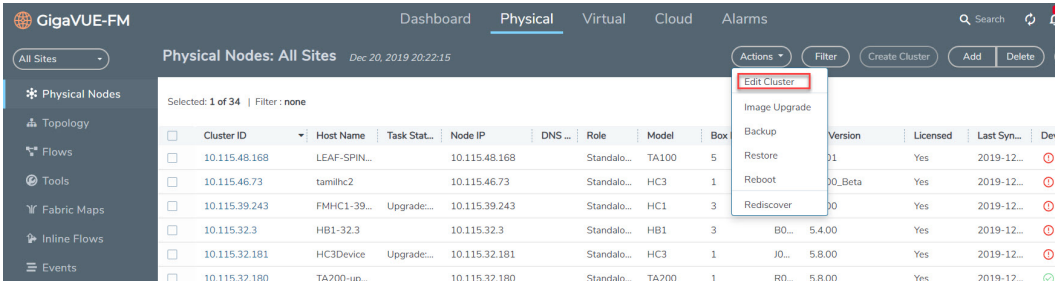 GigaVUE-FM Dashboard Physical Virtual Cloud Alarms Search
All Sites Physical Nodes: All Sites Dec 20, 2019 20:22:15 Actions Filter Create Cluster Add Delete
Physical Nodes
Topology
Flows
Tools
Fabric Maps
Inline Flows
Events
Edit Cluster
Image Upgrade
Backup
Restore
Reboot
Rediscover
Selected: 1 of 34 | Filter : none
Cluster ID Host Name Task Stat... Node IP DNS ... Role Model Box Version Licensed Last Syn...
10.115.48.168 LEAF-SPIN... 10.115.48.168 Standalo... TA100 5 Yes 2019-12...
10.115.46.73 tamilhc2 10.115.46.73 Standalo... HC3 1 _Beta Yes 2019-12...
10.115.39.243 FMHC1-39... Upgrade:... 10.115.39.243 Standalo... HC1 3 Yes 2019-12...
10.115.32.3 HB1-32.3 10.115.32.3 Standalo... HB1 3 B0... 5.4.00 Yes 2019-12...
10.115.32.181 HC3Device Upgrade:... 10.115.32.181 Standalo... HC3 1 J0... 5.8.00 Yes 2019-12...
10.115.32.180 TA200-up... 10.115.32.180 Standalo... TA200 1 R0... 5.8.00 Yes 2019-12...